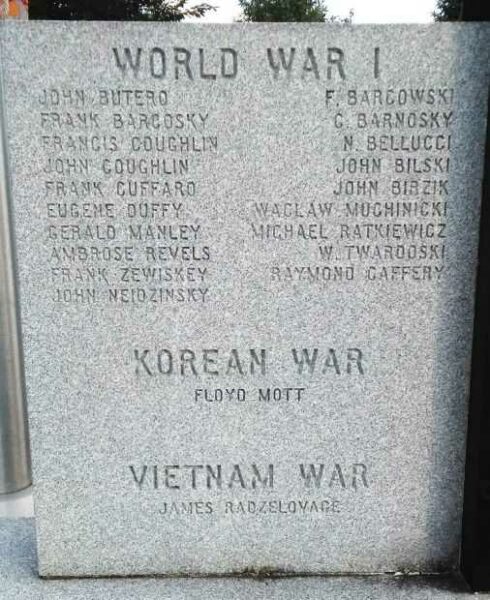 WORLD WAR I
JOHN BUTERO F. BARCOWSKI
FRANK BARCOSKY C. BARNOSKY
FRANCIS COUGHLIN N. BELLUCCI
JOHN COUGHLIN JOHN BILSKI
FRANK CUFFARO JOHN BIRZIK
EUGENE DUFFY WACLAW MUCHINICKI
GERALD MANLEY MICHAEL RATKIEWICZ
AMBROSE REVELS W. TWARDOSKI
FRANK ZEWISKEY RAYMOND CAFFERY
JOHN NEIDZINSKY
KOREAN WAR
FLOYD MOTT
VIETNAM WAR
JAMES RADZELOVAGE